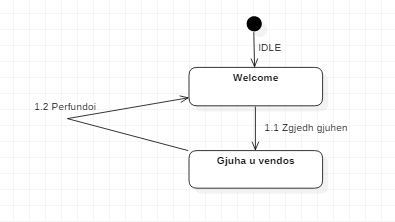 IDLE
Welcome
1.2 Perfundoi
1.1 Zgjedh gjuhen
Gjuha u vendos